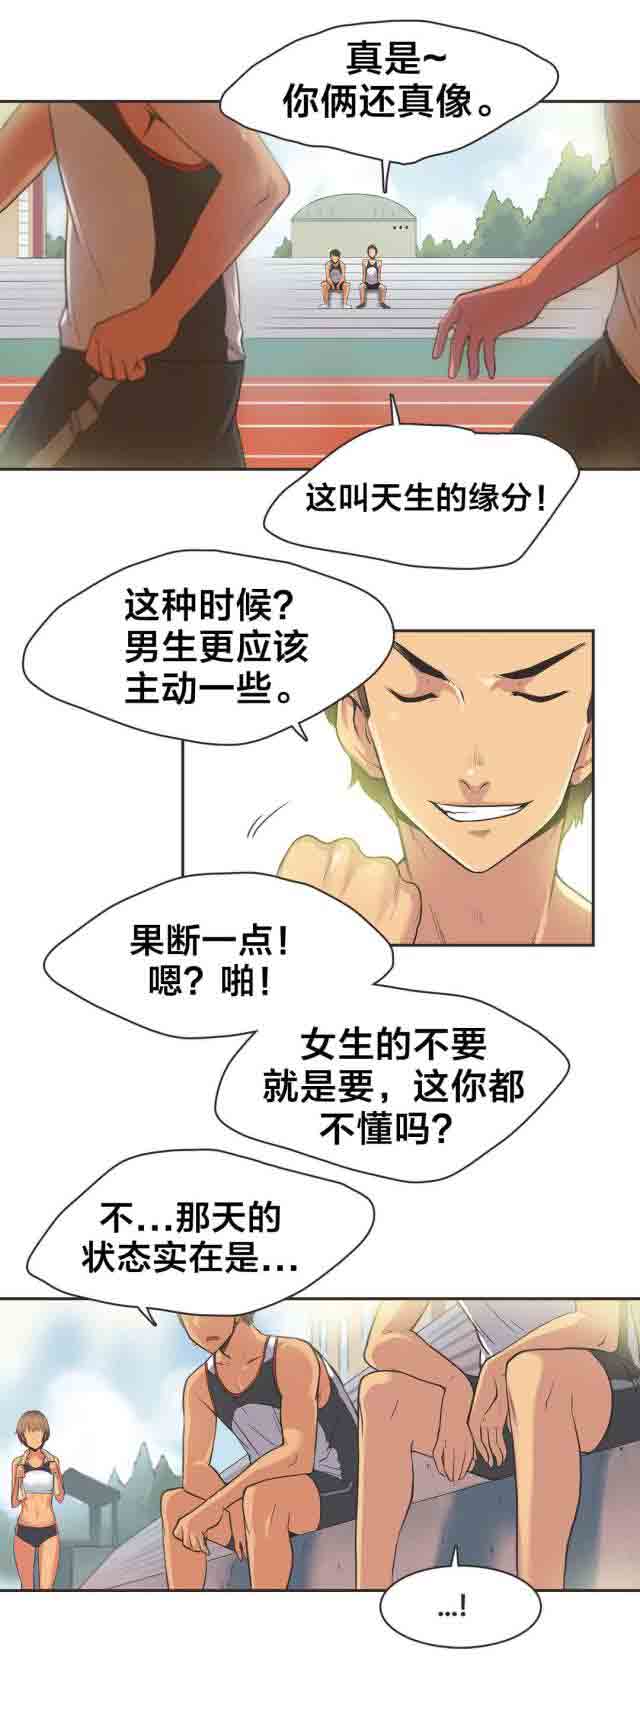 真是~
你俩还真像。
这叫天生的缘分！
这种时候？
男生更应该
主动一些。
果断一点！
嗯？啪！
女生的不要
就是要，这你都
不懂吗？
不…那天的
状态实在是…
…！